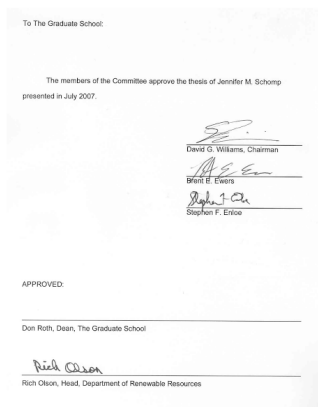 To The Graduate School:
The members of the Committee approve the thesis of Jennifer M. Schomp
presented in July 2007.
David G. Williams, Chairman
Brent E. Ewers
Stephen F. Enloe
APPROVED:
Don Roth, Dean, The Graduate School
Rich Olson
Rich Olson, Head, Department of Renewable Resources